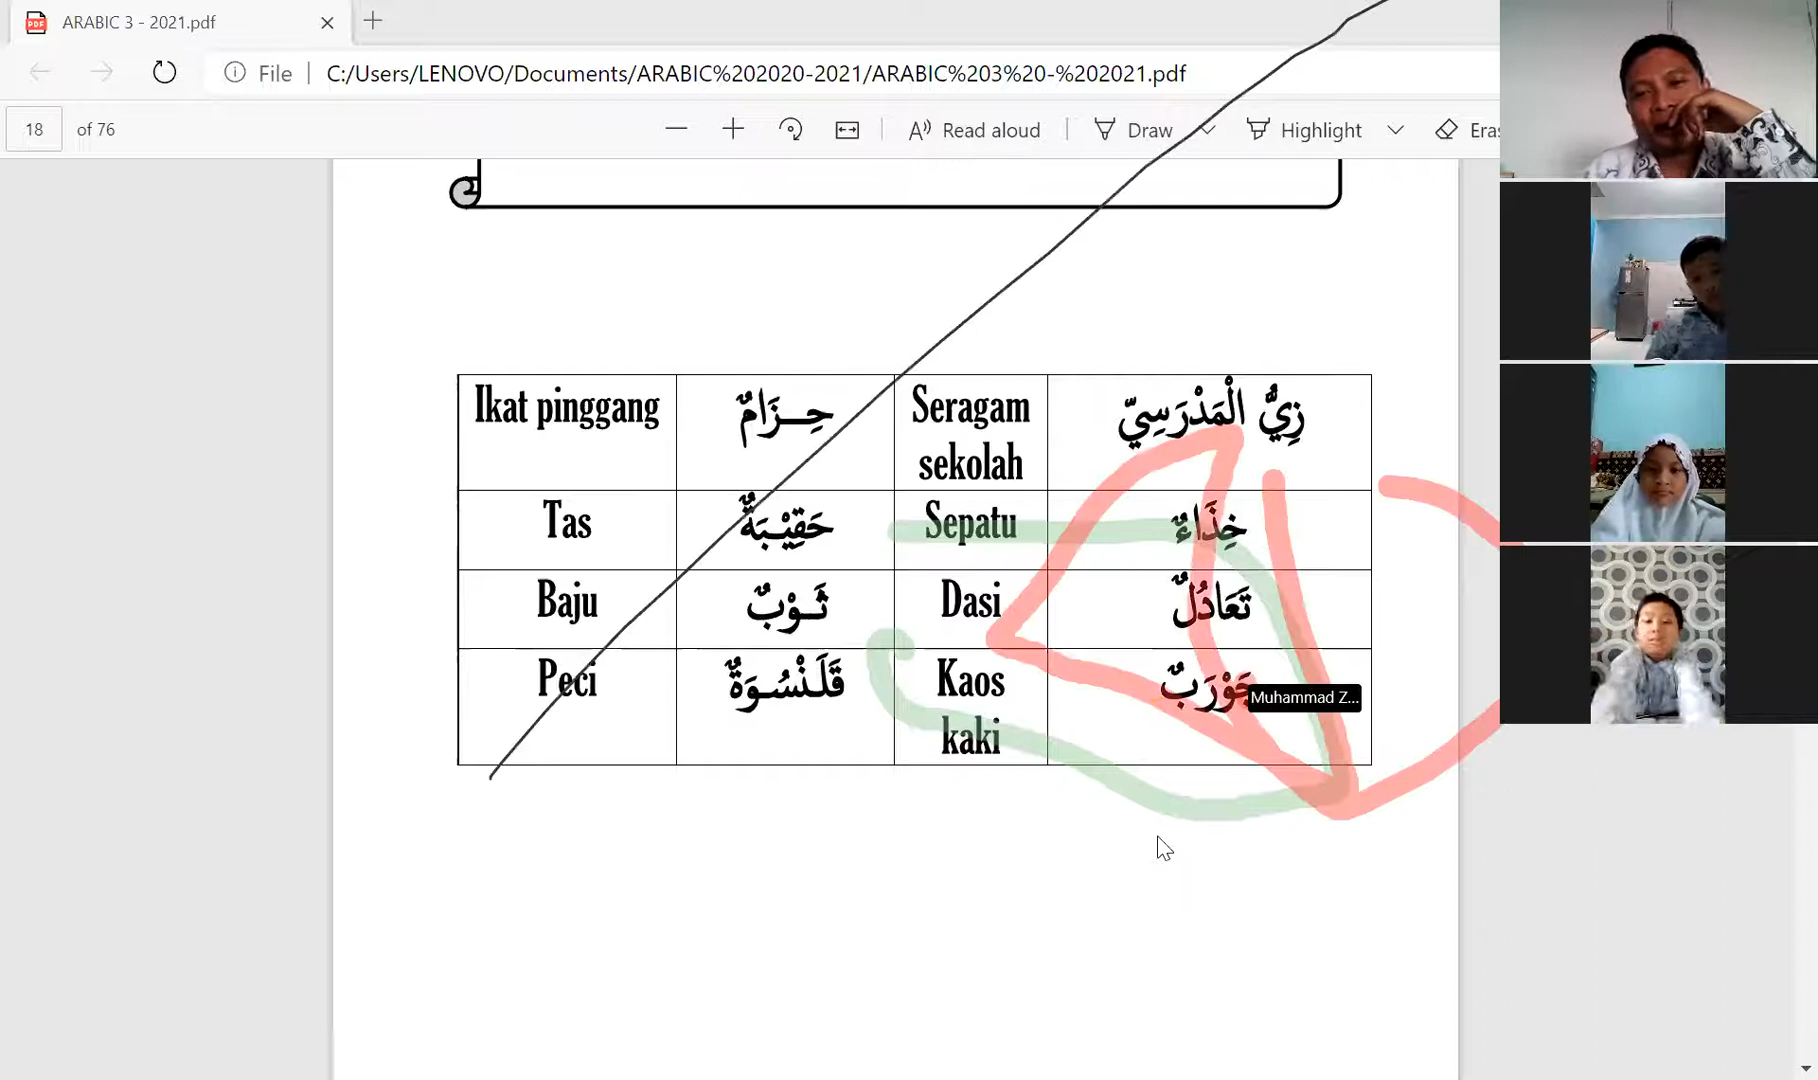 ARABIC 3 - 2021.pdf
File
C:/Users/LENOVO/Documents/ARABIC%202020-2021/ARABIC%203%20-%202021.pdf
18 of 76
Read aloud
Draw
Highlight
Eras
Ikat pinggang
حِـزَامٌ
Seragam
sekolah
زِيُّ الْمَدْرَسِيّ
Tas
حَقِيْبَةٌ
Sepatu
خِذَاءٌ
Baju
ثَـوْبٌ
Dasi
تَعَادُلٌ
Peci
قَلَنْسُوَةٌ
Kaos
kaki
جَوْرَبٌ
Muhammad Z...